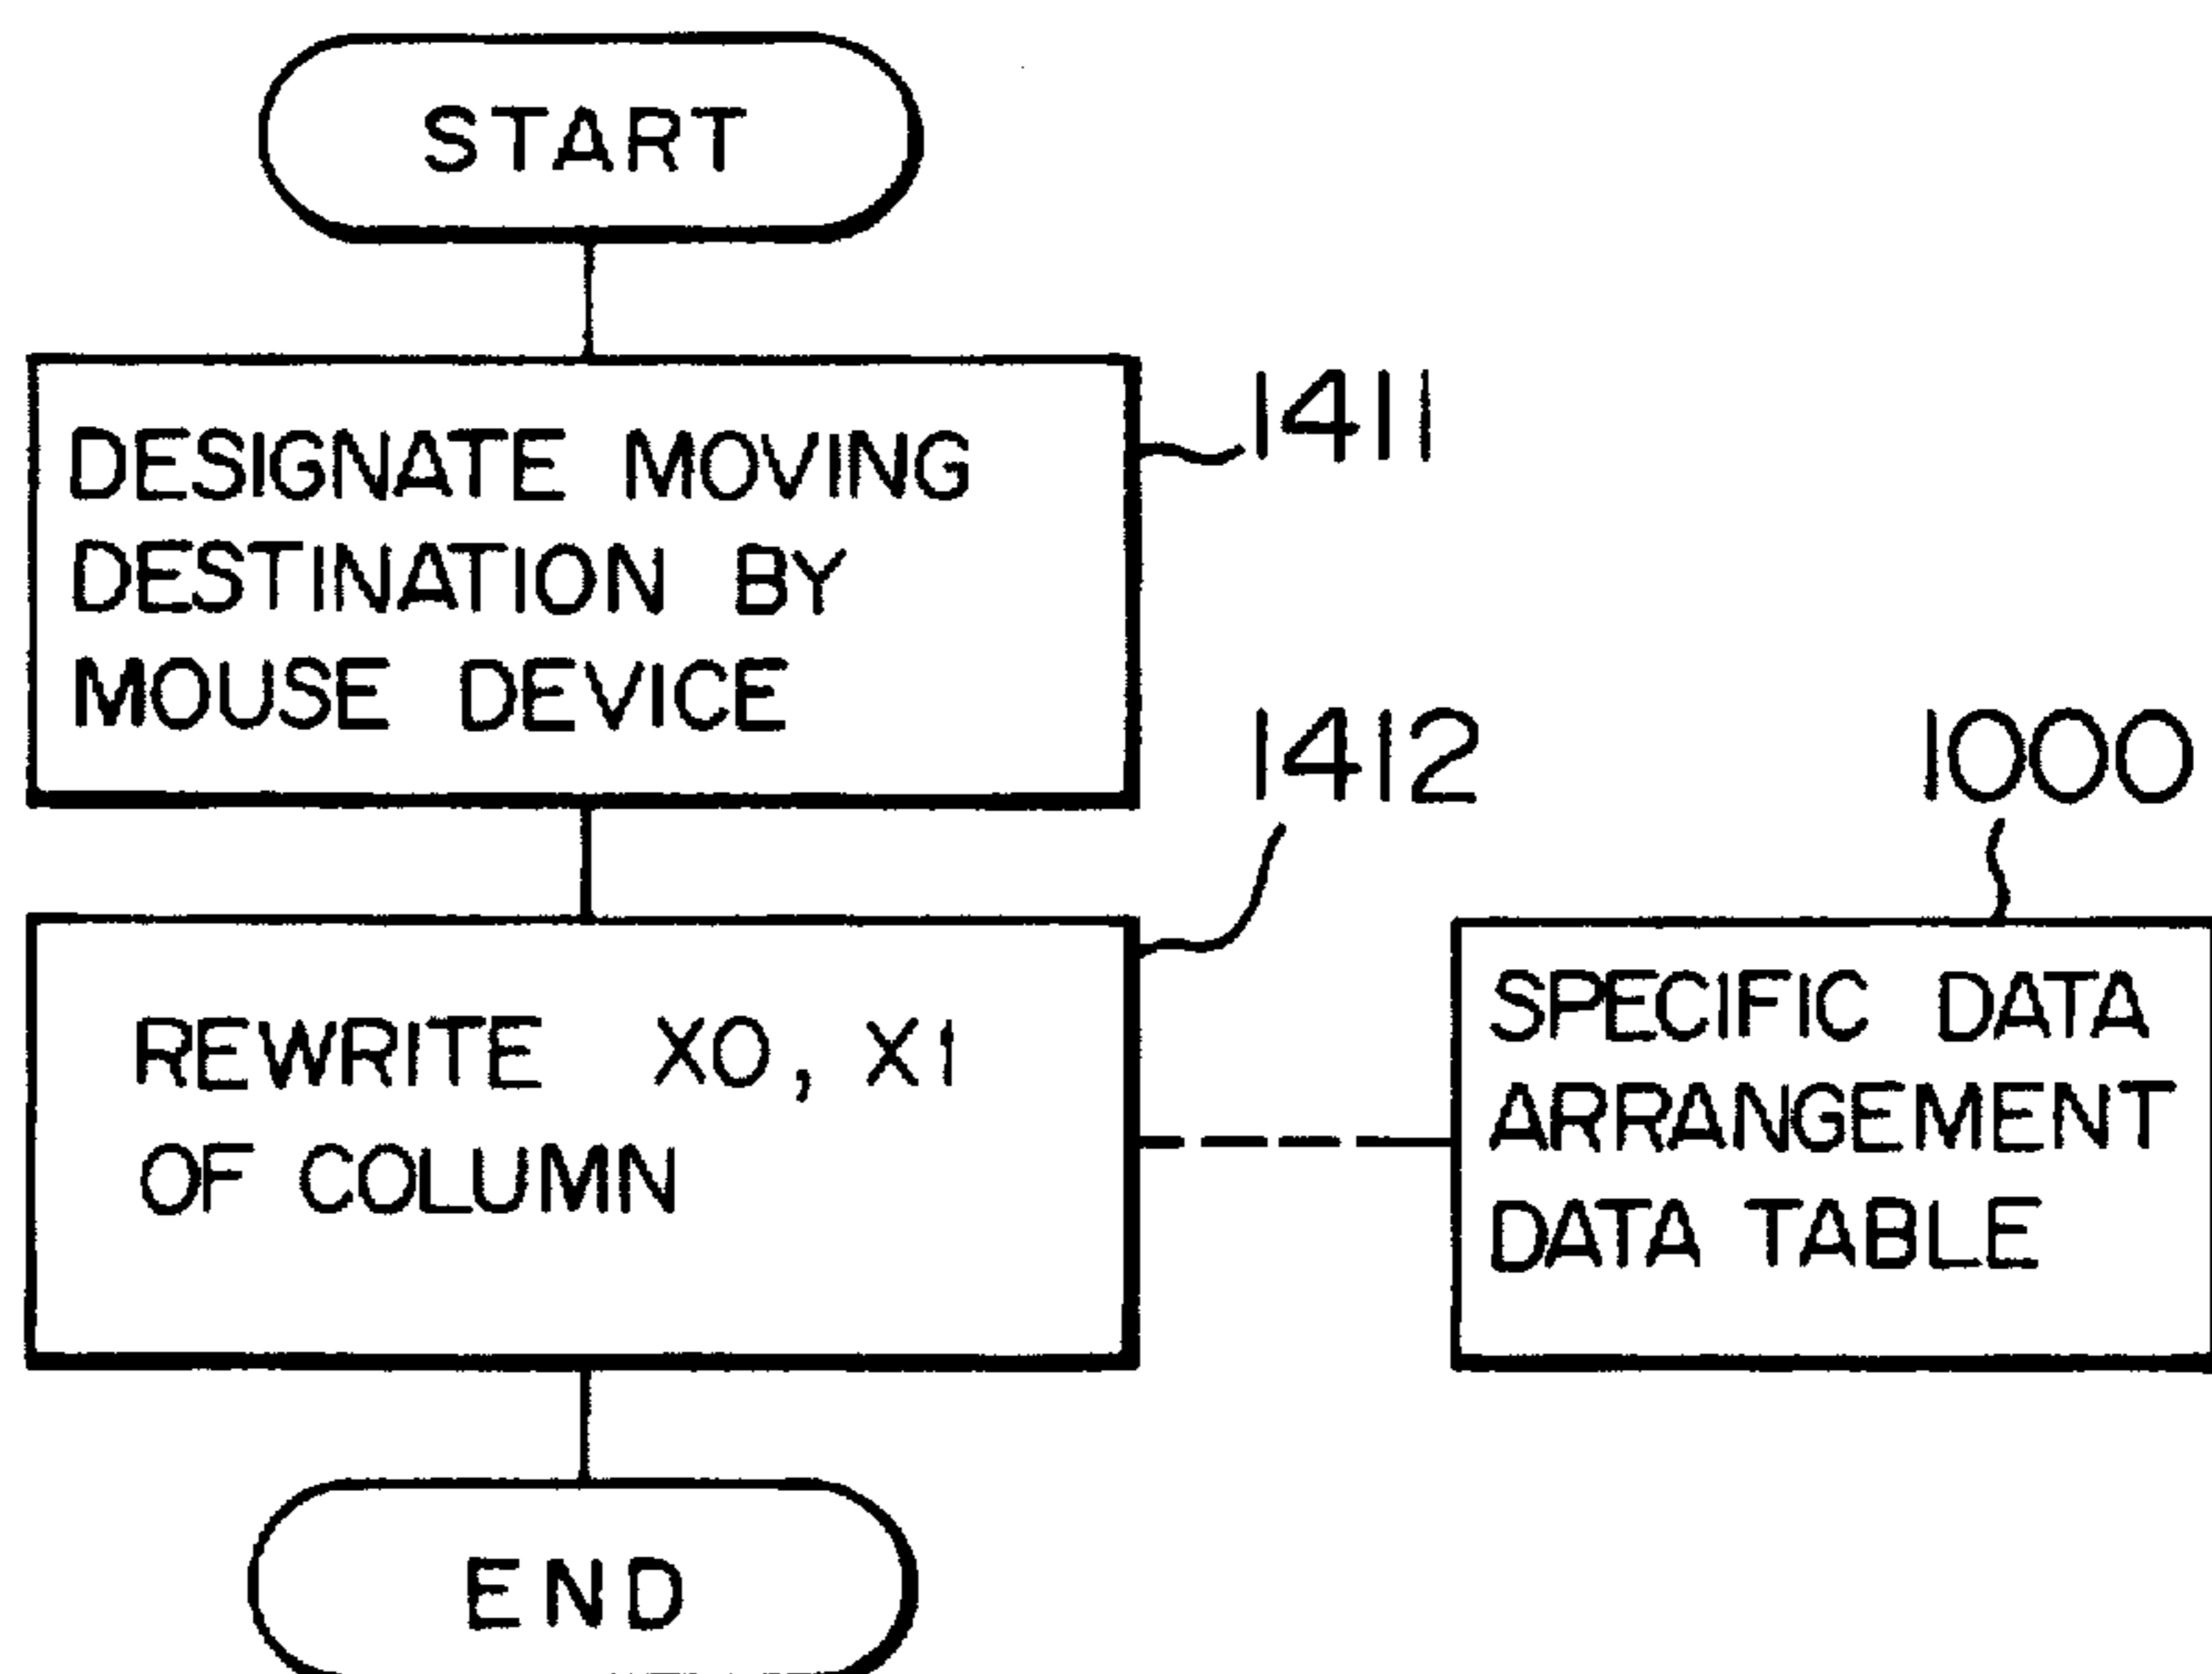 START
DESIGNATE MOVING
DESTINATION BY
MOUSE DEVICE
1411
REWRITE X0, X1
OF COLUMN
1412
SPECIFIC DATA
ARRANGEMENT
DATA TABLE
1000
END